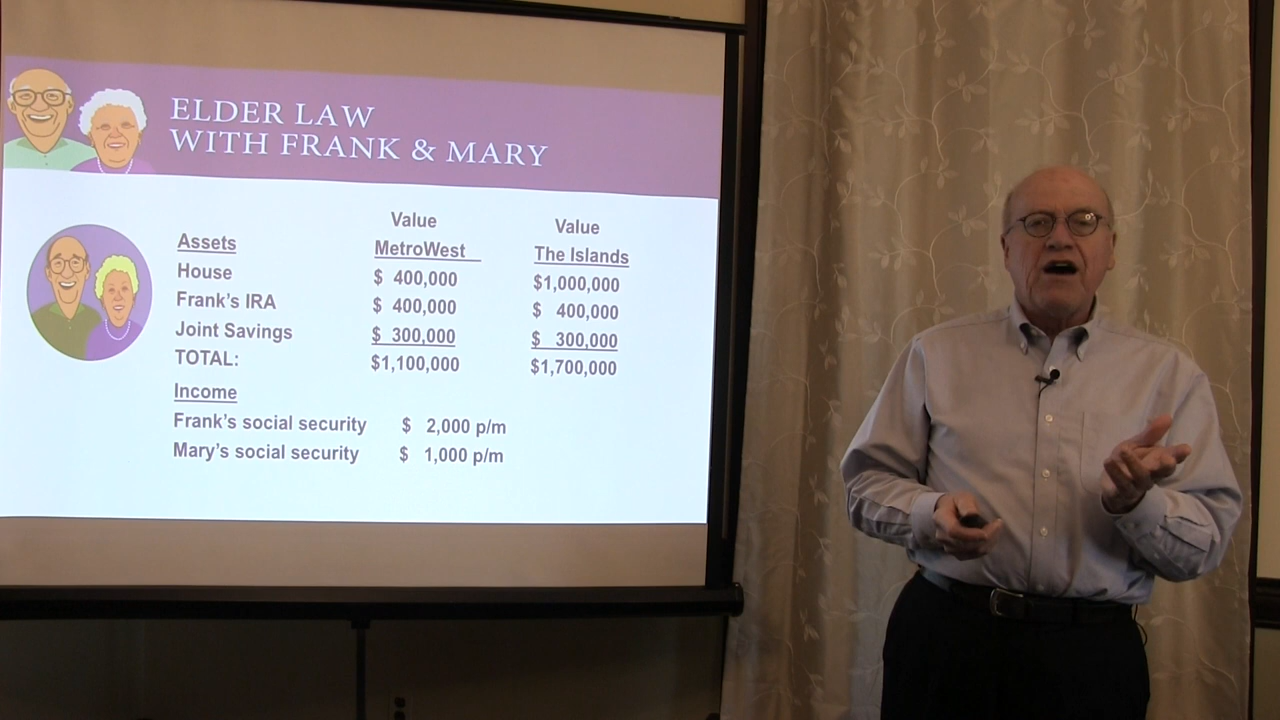 ELDER LAW
WITH FRANK & MARY
Value Value
Assets MetroWest The Islands
House $ 400,000 $1,000,000
Frank's IRA $ 400,000 $ 400,000
Joint Savings $ 300,000 $ 300,000
TOTAL: $1,100,000 $1,700,000
Income
Frank's social security $ 2,000 p/m
Mary's social security $ 1,000 p/m